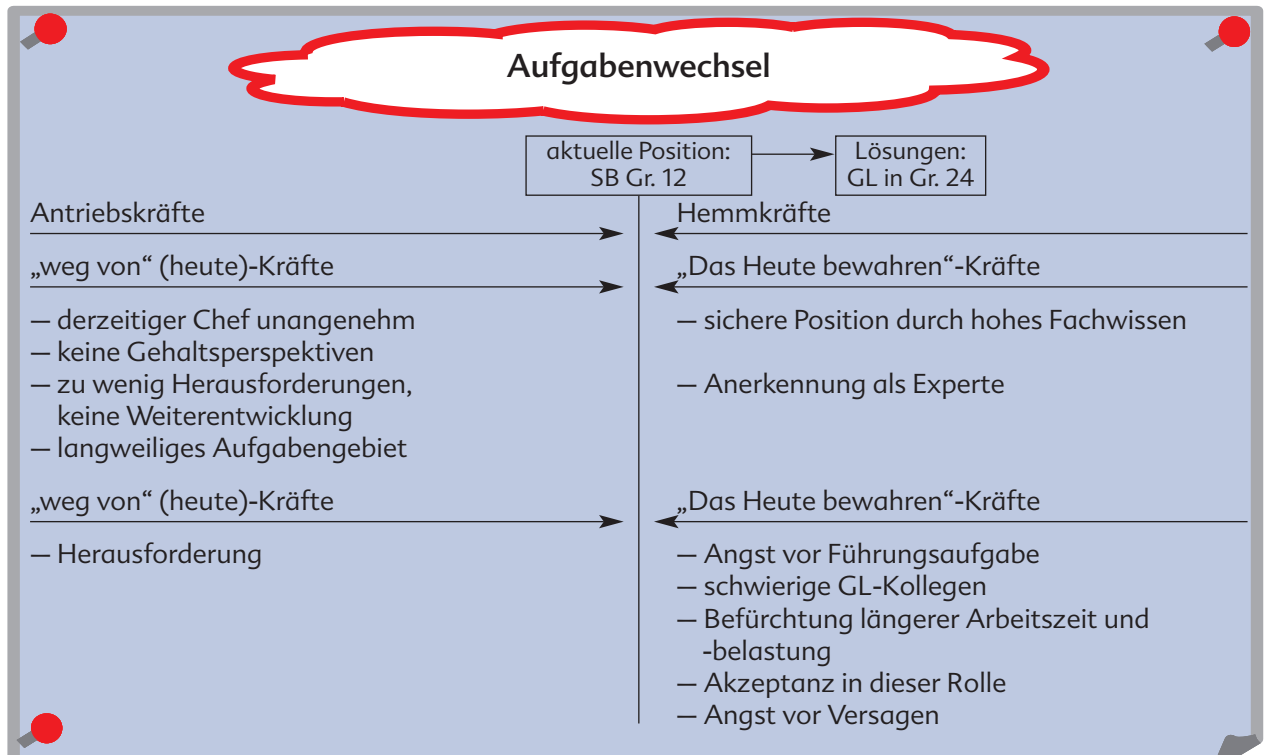 Aufgabenwechsel
aktuelle Position:
SB Gr. 12
Lösungen:
GL in Gr. 24
Antriebskräfte
„weg von“ (heute)-Kräfte
— derzeitiger Chef unangenehm
— keine Gehaltsperspektiven
— zu wenig Herausforderungen,
keine Weiterentwicklung
— langweiliges Aufgabengebiet
„weg von“ (heute)-Kräfte
— Herausforderung
Hemmkräfte
„Das Heute bewahren“-Kräfte
— sichere Position durch hohes Fachwissen
— Anerkennung als Experte
„Das Heute bewahren“-Kräfte
— Angst vor Führungsaufgabe
— schwierige GL-Kollegen
— Befürchtung längerer Arbeitszeit und
-belastung
— Akzeptanz in dieser Rolle
— Angst vor Versagen